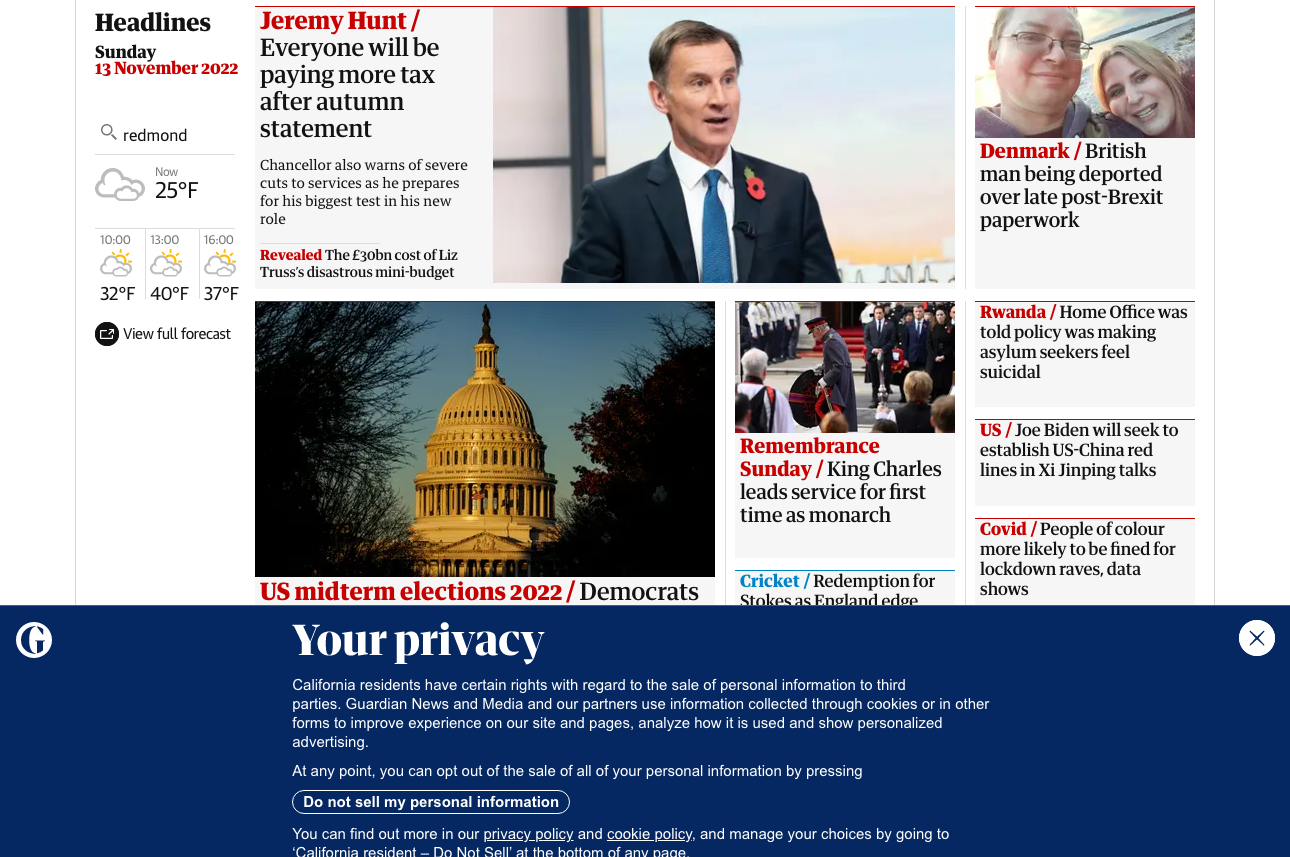 Headlines
Sunday
13 November 2022
redmond
Now
25°F
10:00
13:00
16:00
32°F
40°F
37°F
View full forecast
Jeremy Hunt /
Everyone will be
paying more tax
after autumn
statement
Chancellor also warns of severe
cuts to services as he prepares
for his biggest test in his new
role
Revealed The £30bn cost of Liz
Truss's disastrous mini-budget
Denmark / British
man being deported
over late post-Brexit
paperwork
US midterm elections 2022 / Democrats
Remembrance
Sunday / King Charles
leads service for first
time as monarch
Cricket / Redemption for
Stokes as England edge
Rwanda / Home Office was
told policy was making
asylum seekers feel
suicidal
US / Joe Biden will seek to
establish US-China red
lines in Xi Jinping talks
Covid / People of colour
more likely to be fined for
lockdown raves, data
shows
G
Your privacy
California residents have certain rights with regard to the sale of personal information to third
parties. Guardian News and Media and our partners use information collected through cookies or in other
forms to improve experience on our site and pages, analyze how it is used and show personalized
advertising.
At any point, you can opt out of the sale of all of your personal information by pressing
Do not sell my personal information
You can find out more in our privacy policy and cookie policy, and manage your choices by going to
‘California resident – Do Not Sell’ at the bottom of any page.